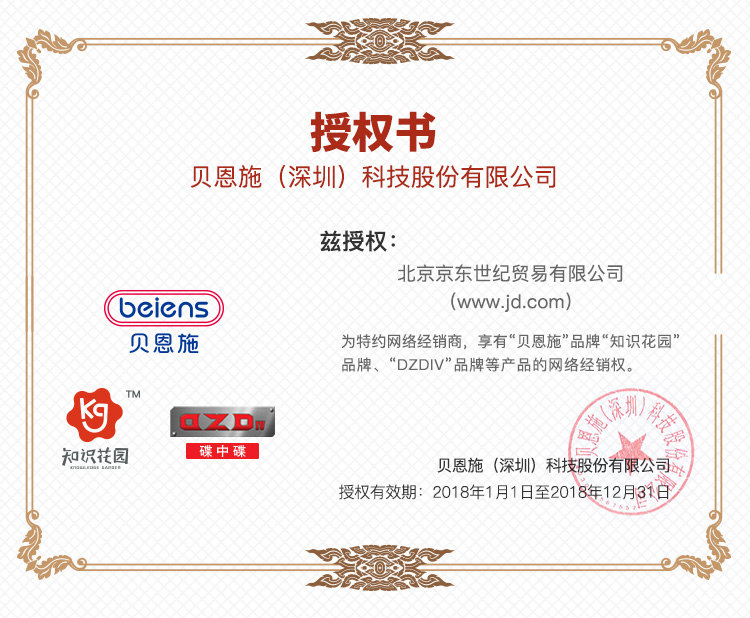 授权书
贝恩施（深圳）科技股份有限公司
兹授权：
北京京东世纪贸易有限公司
（www.jd.com）
beiens
贝恩施
为特约网络经销商，享有“贝恩施”品牌“知识花园”
品牌、“DZDIV”品牌等产品的网络经销权。
kg TM
知识花园
KNOWLEDGE GARDEN
DZD IV
碟中碟
贝恩施（深圳）科技股份有限公司
贝恩施（深圳）科技股份有限公司
授权有效期：2018年1月1日至2018年12月31日